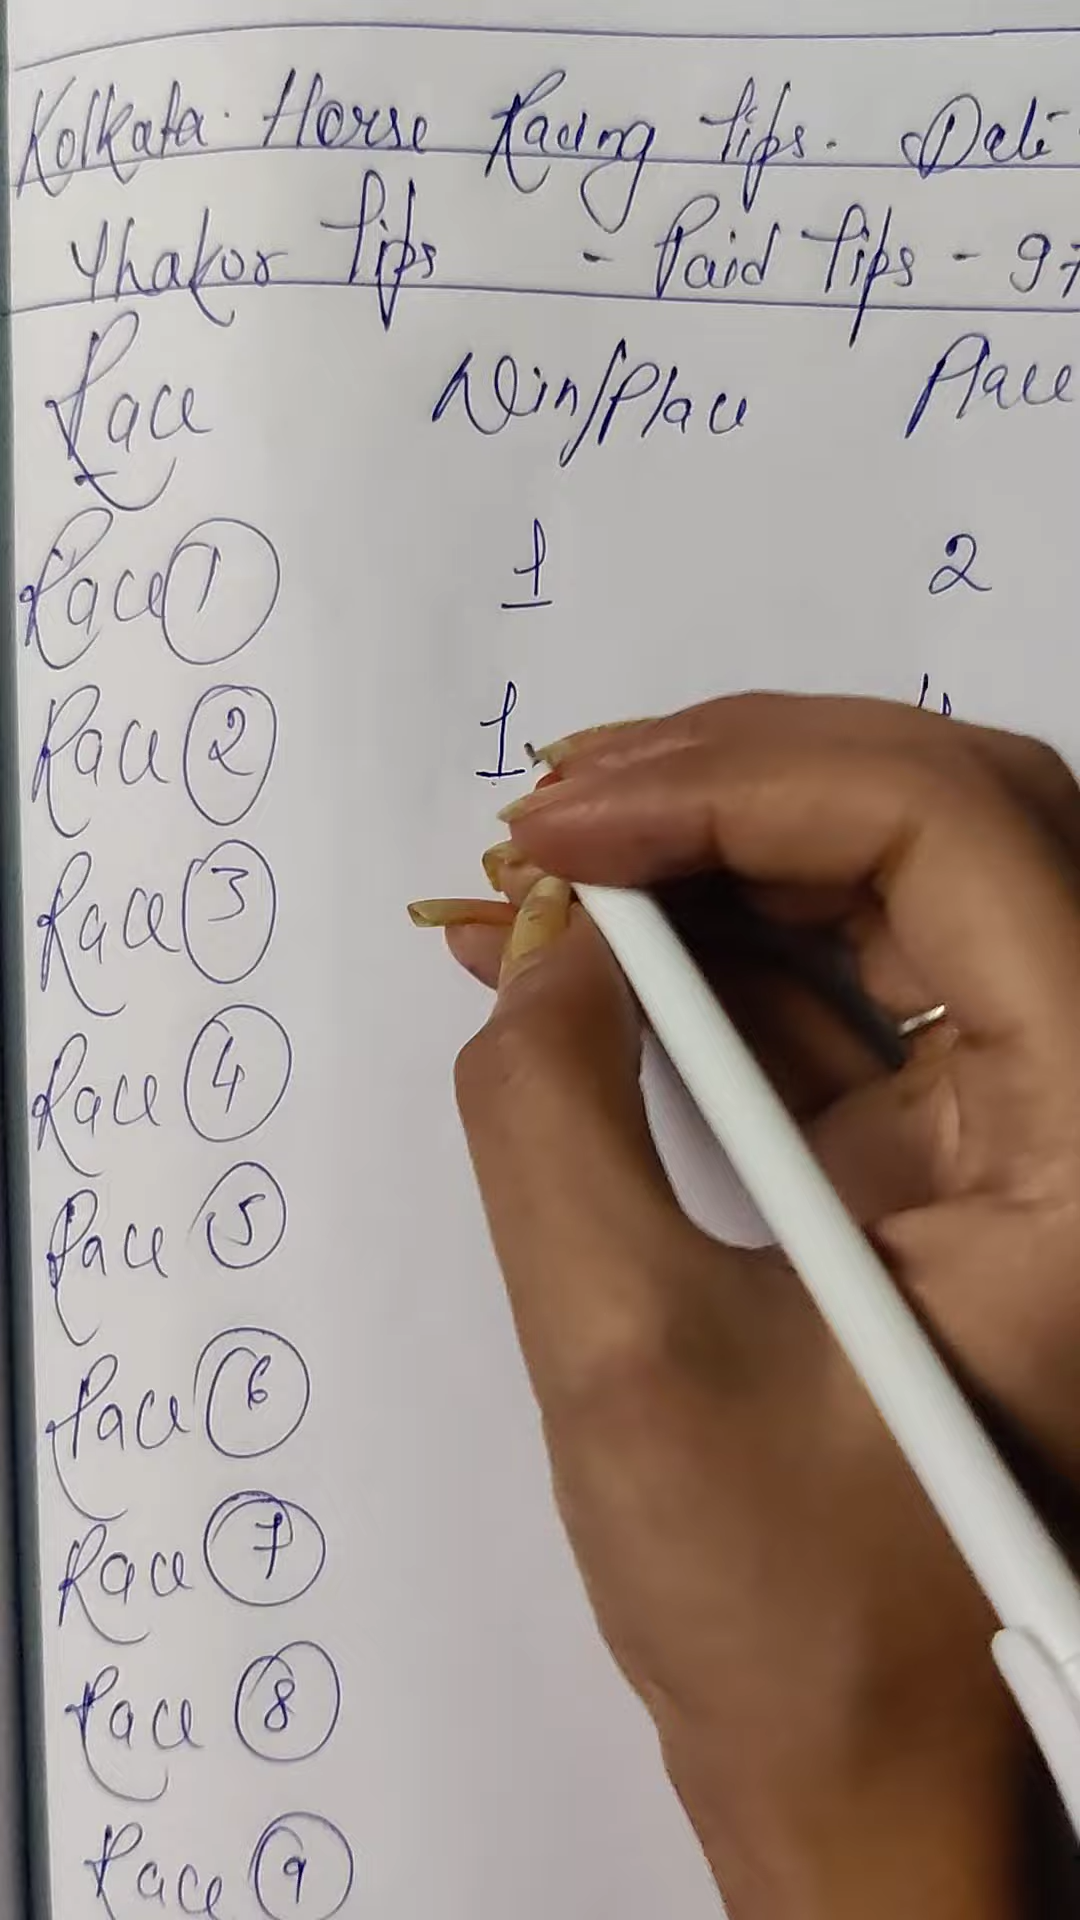 Kolkata Horse Racing Tips. Date
Thakor Tips - Paid Tips - 97
Race Win/Place Place
Race 1 1 2
Race 2 1
Race 3
Race 4
Race 5
Race 6
Race 7
Race 8
Race 9